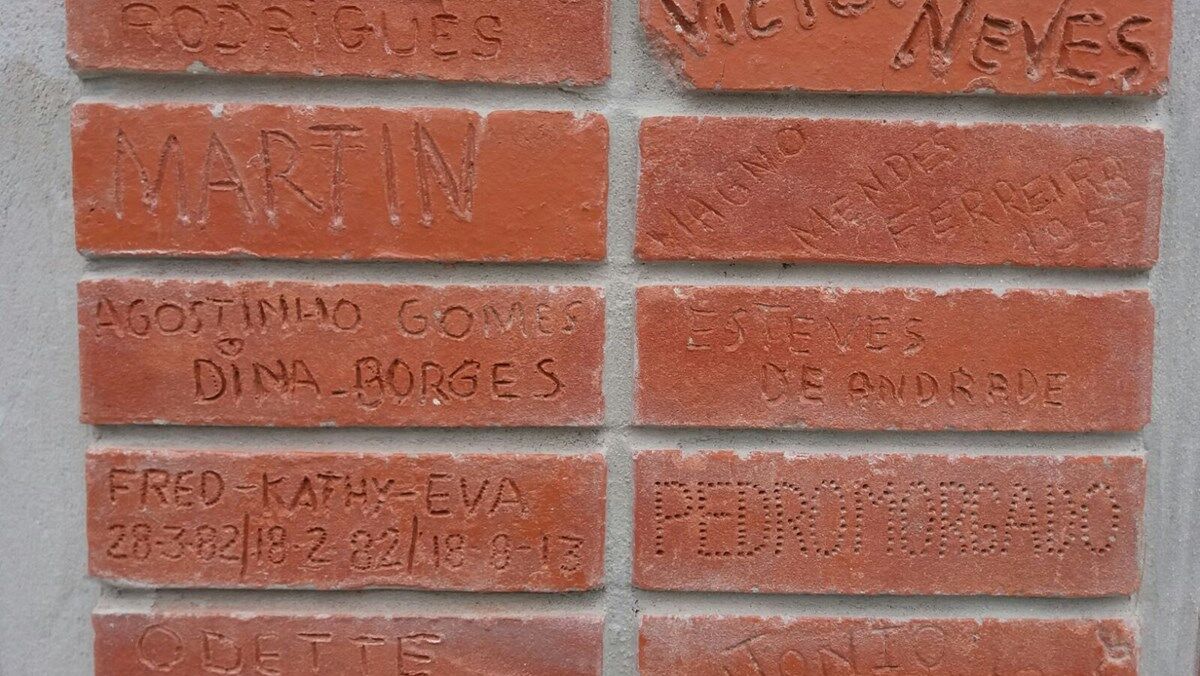 RODRIGUES
MARTIN
AGOSTINHO GOMES
DINA-BORGES
FRED-KATHY-EVA
28-3-82/18-2 82/18 8-13
ODETTE
VICTOR
NEVES
MAGNO
MENDES
FERREIRA
ESTEVES
DE ANDRADE
PEDROMORGADO